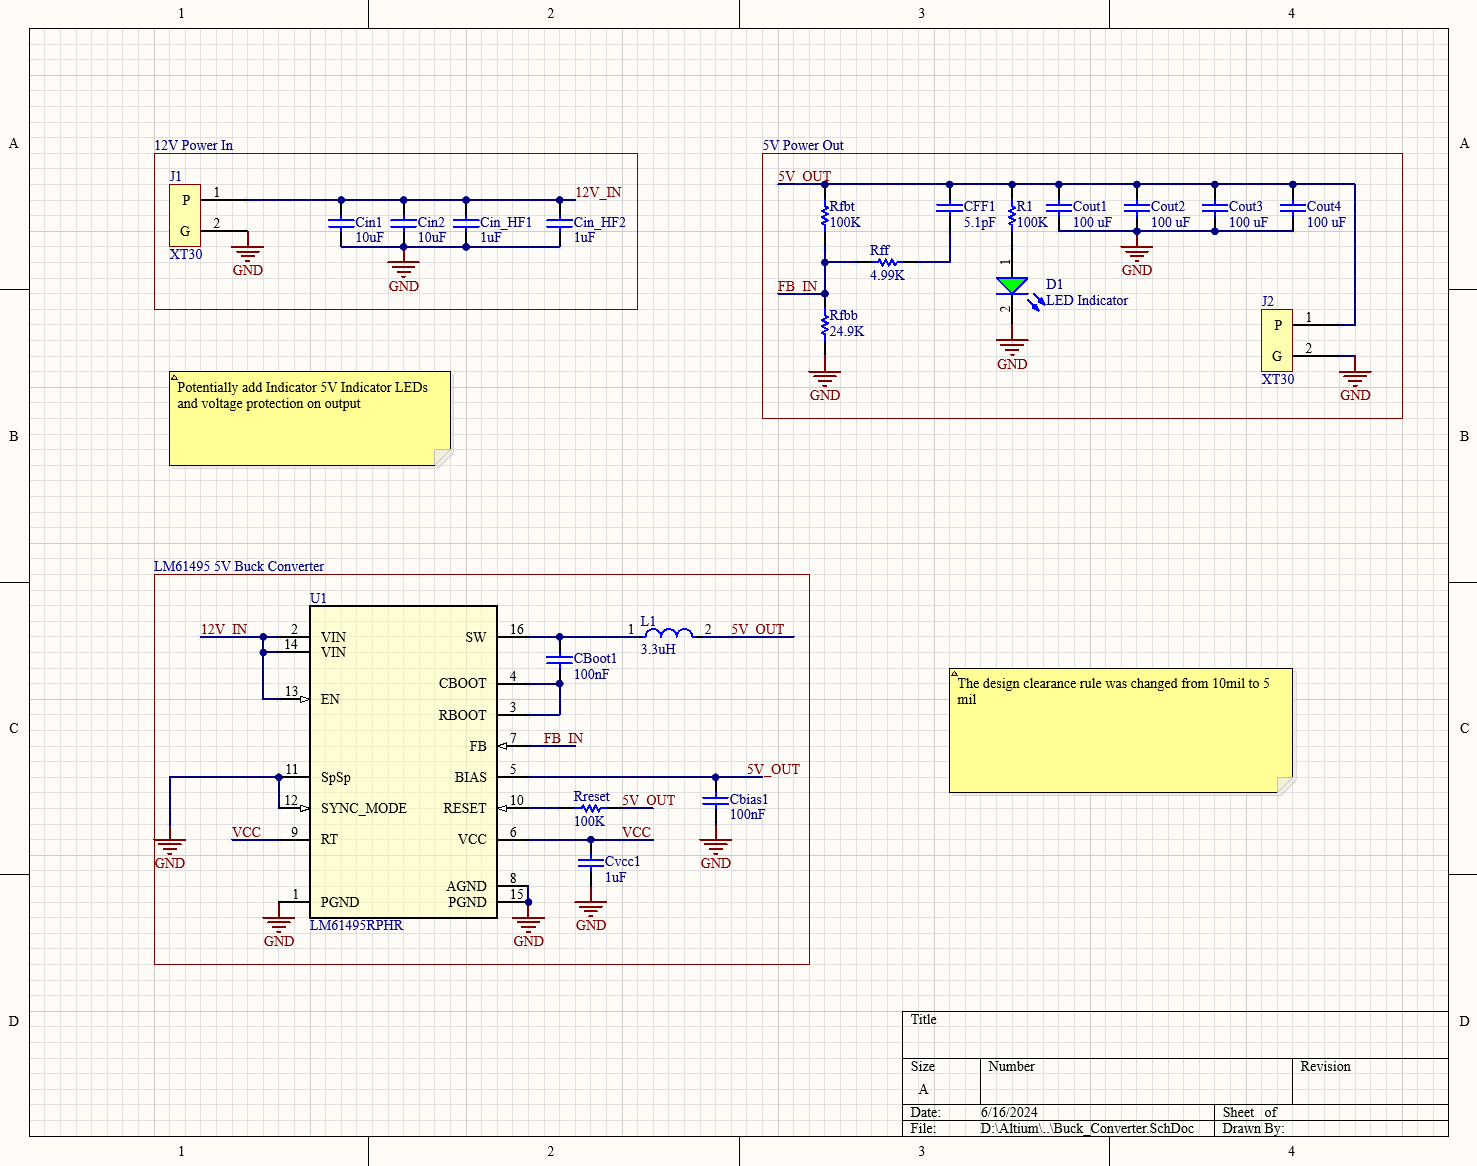 1 2 3 4
A A
12V Power In
J1
P 1
G 2
XT30
GND
12V_IN
Cin1
10uF
Cin2
10uF
Cin_HF1
1uF
Cin_HF2
1uF
GND
5V Power Out
5V_OUT
Rfbt
100K
CFF1
5.1pF
R1
100K
Cout1
100 uF
Cout2
100 uF
Cout3
100 uF
Cout4
100 uF
GND
Rff
4.99K
FB_IN
Rfbb
24.9K
GND
1
D1
LED Indicator
2
GND
J2
P 1
G 2
XT30
GND
Potentially add Indicator 5V Indicator LEDs
and voltage protection on output
B B
LM61495 5V Buck Converter
U1
12V_IN 2 VIN
14 VIN
13 EN
11 SpSp
12 SYNC_MODE
VCC 9 RT
GND
1 PGND
GND
SW 16
CBOOT 4
RBOOT 3
FB 7 FB_IN
BIAS 5 5V_OUT
RESET 10
VCC 6 VCC
AGND 8
PGND 15
LM61495RPHR
GND
L1
1 2 5V_OUT
3.3uH
CBoot1
100nF
Rreset
100K
5V_OUT
Cbias1
100nF
GND
Cvcc1
1uF
GND
The design clearance rule was changed from 10mil to 5
mil
C C
D D
Title
Size Number Revision
A
Date: 6/16/2024 Sheet of
File: D:\Altium\..\Buck_Converter.SchDoc Drawn By:
1 2 3 4